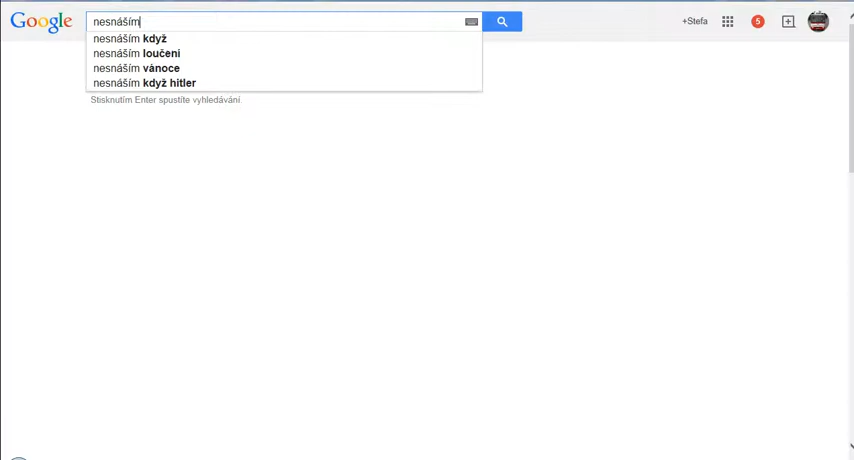 Google nesnáším +Stefa 5
nesnáším když
nesnáším loučení
nesnáším vánoce
nesnáším když hitler
Stisknutím Enter spustíte vyhledávání.